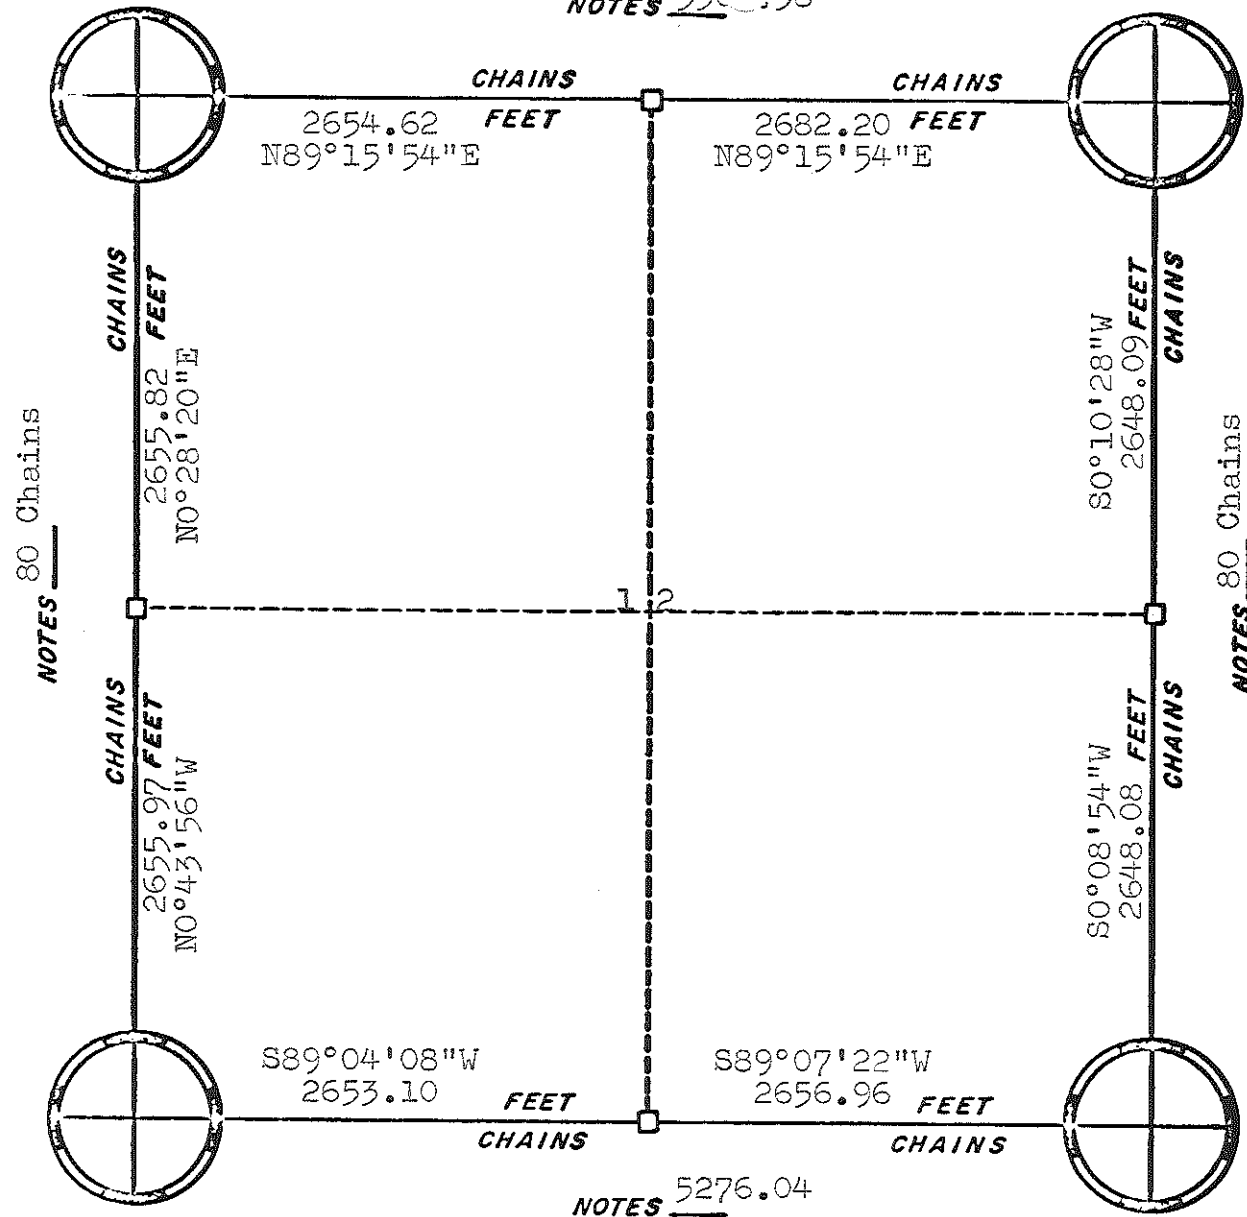 NOTES
CHAINS
2654.62 FEET
N89°15'54"E
CHAINS
2682.20 FEET
N89°15'54"E
NOTES 80 Chains
CHAINS
FEET
2655.82
N0°28'20"E
S0°10'28"W
2648.09 FEET
CHAINS
NOTES 80 Chains
12
CHAINS
2655.97 FEET
N0°43'56"W
S0°08'54"W
2648.08 FEET
CHAINS
S89°04'08"W
2653.10 FEET
CHAINS
S89°07'22"W
2656.96 FEET
CHAINS
NOTES 5276.04